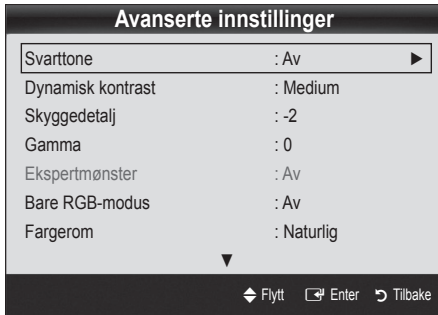 Avanserte innstillinger
Svarttone : Av ►
Dynamisk kontrast : Medium
Skyggedetalj : -2
Gamma : 0
Ekspertmønster : Av
Bare RGB-modus : Av
Fargerom : Naturlig
▼
Flytt Enter Tilbake